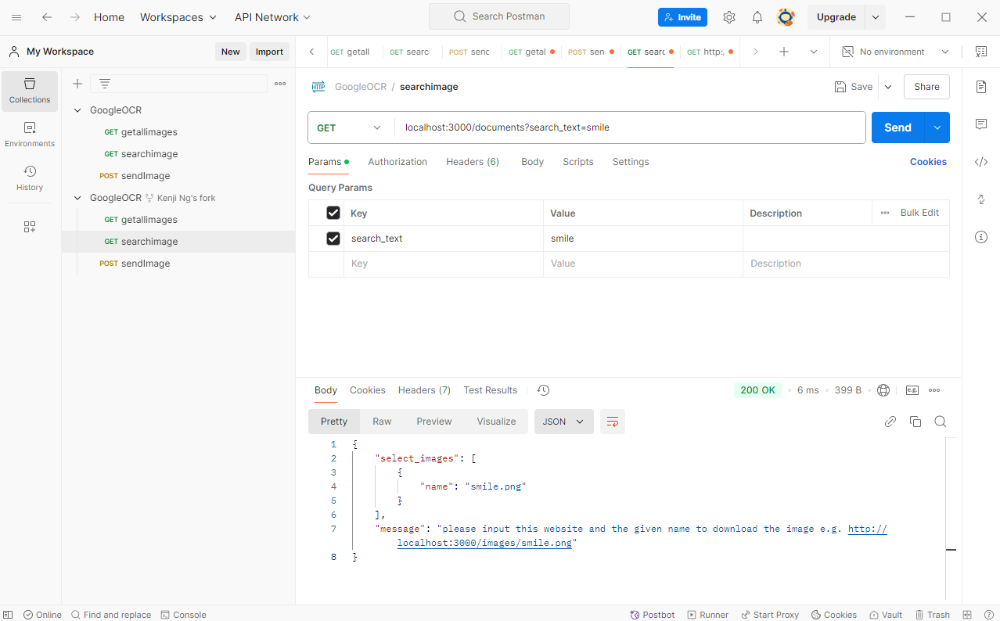 Home Workspaces API Network Search Postman Invite Upgrade
My Workspace New Import GET getall GET search POST senc GET getal POST sen GET searc GET http:, No environment
Collections
Environments
History
GoogleOCR
GET getallimages
GET searchimage
POST sendImage
GoogleOCR Kenji Ng's fork
GET getallimages
GET searchimage
POST sendImage
HTTP GoogleOCR / searchimage Save Share
GET localhost:3000/documents?search_text=smile Send
Params Authorization Headers (6) Body Scripts Settings Cookies
Query Params
Key Value Description Bulk Edit
search_text smile
Key Value Description
Body Cookies Headers (7) Test Results 200 OK 6 ms 399 B e.g.
Pretty Raw Preview Visualize JSON
1 {
2 "select_images": [
3 {
4 "name": "smile.png"
5 }
6 ],
7 "message": "please input this website and the given name to download the image e.g. http://
localhost:3000/images/smile.png"
8 }
Online Find and replace Console Postbot Runner Start Proxy Cookies Vault Trash